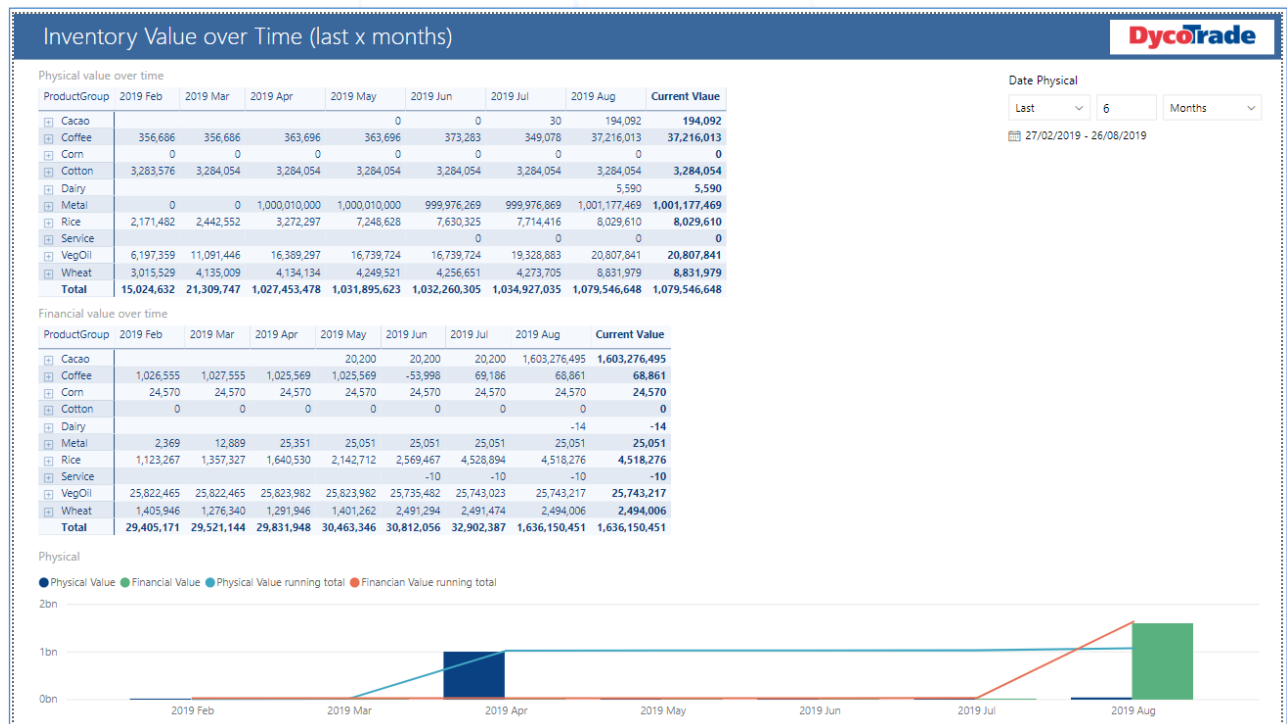 Inventory Value over Time (last x months)
DycoTrade
Physical value over time
ProductGroup 2019 Feb 2019 Mar 2019 Apr 2019 May 2019 Jun 2019 Jul 2019 Aug Current Vlaue
Cacao 0 0 30 194,092 194,092
Coffee 356,686 356,686 363,696 363,696 373,283 349,078 37,216,013 37,216,013
Corn 0 0 0 0 0 0 0 0
Cotton 3,283,576 3,284,054 3,284,054 3,284,054 3,284,054 3,284,054 3,284,054 3,284,054
Dairy 5,590 5,590
Metal 0 0 1,000,010,000 1,000,010,000 999,976,269 999,976,869 1,001,177,469 1,001,177,469
Rice 2,171,482 2,442,552 3,272,297 7,248,628 7,630,325 7,714,416 8,029,610 8,029,610
Service 0 0 0 0
VegOil 6,197,359 11,091,446 16,389,297 16,739,724 16,739,724 19,328,883 20,807,841 20,807,841
Wheat 3,015,529 4,135,009 4,134,134 4,249,521 4,256,651 4,273,705 8,831,979 8,831,979
Total 15,024,632 21,309,747 1,027,453,478 1,031,895,623 1,032,260,305 1,034,927,035 1,079,546,648 1,079,546,648
Date Physical
Last 6 Months
27/02/2019 - 26/08/2019
Financial value over time
ProductGroup 2019 Feb 2019 Mar 2019 Apr 2019 May 2019 Jun 2019 Jul 2019 Aug Current Value
Cacao 20,200 20,200 20,200 1,603,276,495 1,603,276,495
Coffee 1,026,555 1,027,555 1,025,569 1,025,569 -53,998 69,186 68,861 68,861
Corn 24,570 24,570 24,570 24,570 24,570 24,570 24,570 24,570
Cotton 0 0 0 0 0 0 0 0
Dairy -14 -14
Metal 2,369 12,889 25,351 25,051 25,051 25,051 25,051 25,051
Rice 1,123,267 1,357,327 1,640,530 2,142,712 2,569,467 4,528,894 4,518,276 4,518,276
Service -10 -10 -10 -10
VegOil 25,822,465 25,822,465 25,823,982 25,823,982 25,735,482 25,743,023 25,743,217 25,743,217
Wheat 1,405,946 1,276,340 1,291,946 1,401,262 2,491,294 2,491,474 2,494,006 2,494,006
Total 29,405,171 29,521,144 29,831,948 30,463,346 30,812,056 32,902,387 1,636,150,451 1,636,150,451
Physical
Physical Value Financial Value Physical Value running total Financian Value running total
2bn
1bn
0bn
2019 Feb 2019 Mar 2019 Apr 2019 May 2019 Jun 2019 Jul 2019 Aug